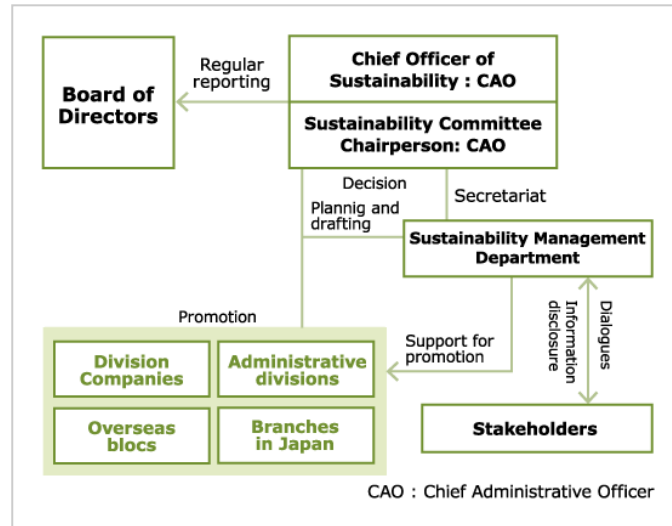 Board of
Directors
Regular
reporting
Chief Officer of
Sustainability : CAO
Sustainability Committee
Chairperson: CAO
Decision
Plannig and
drafting
Secretariat
Sustainability Management
Department
Promotion
Division
Companies
Administrative
divisions
Overseas
blocs
Branches
in Japan
Support for
promotion
Dialogues
Information
disclosure
Stakeholders
CAO : Chief Administrative Officer